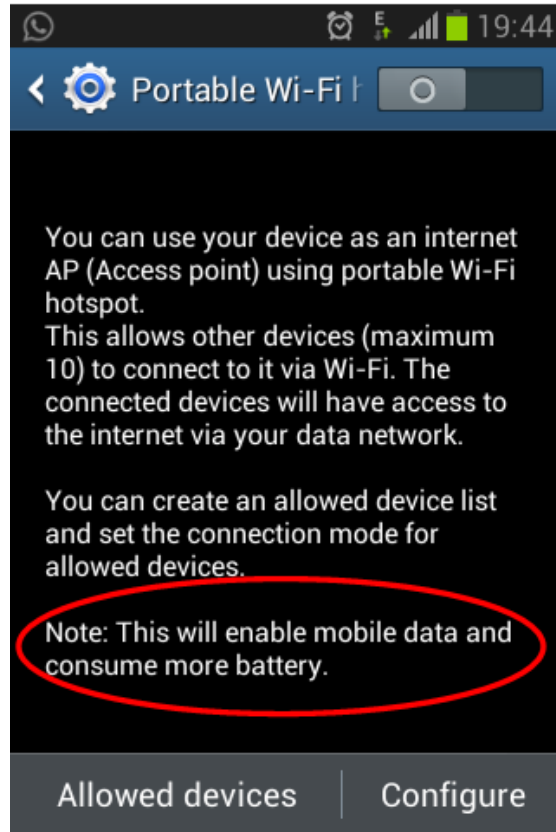 E 19:44
Portable Wi-Fi
You can use your device as an internet
AP (Access point) using portable Wi-Fi
hotspot.
This allows other devices (maximum
10) to connect to it via Wi-Fi. The
connected devices will have access to
the internet via your data network.
You can create an allowed device list
and set the connection mode for
allowed devices.
Note: This will enable mobile data and
consume more battery.
Allowed devices Configure